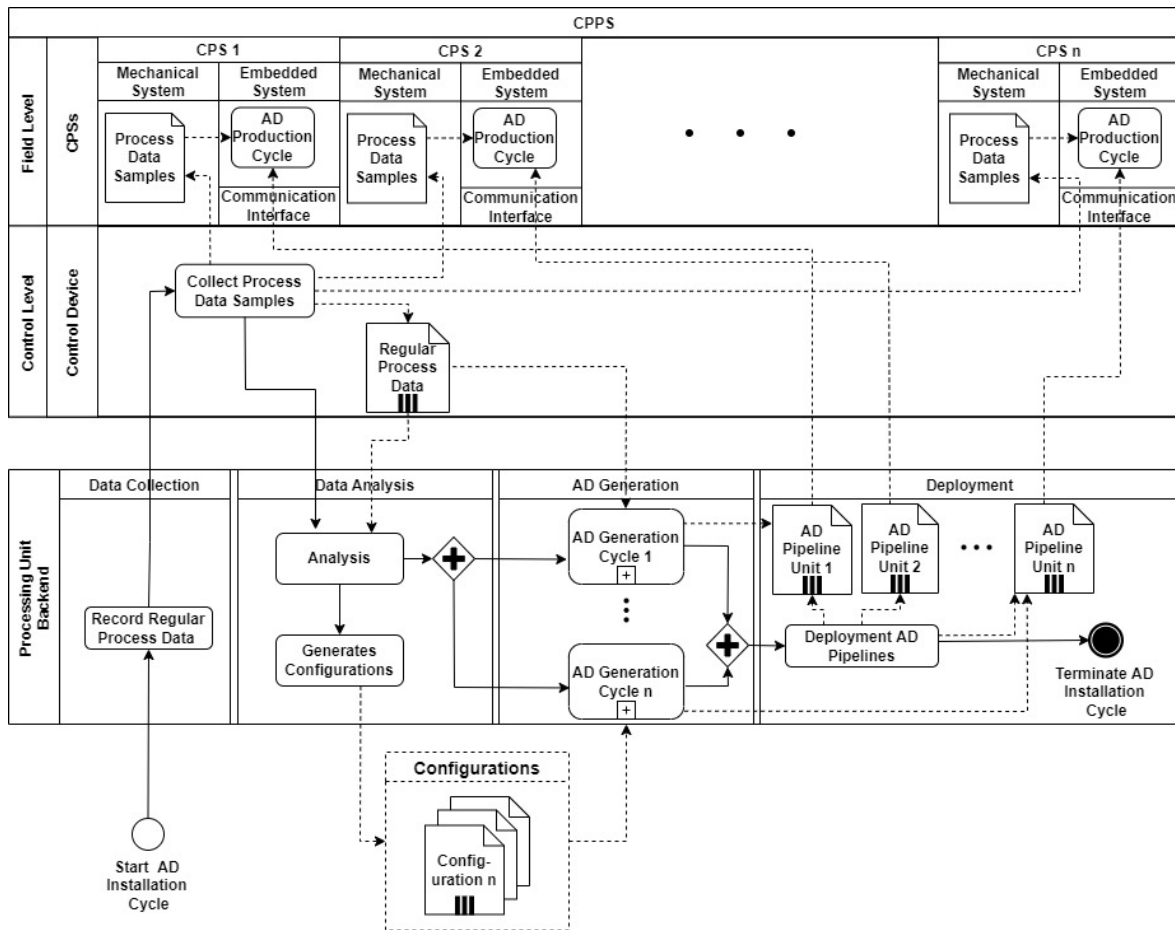 CPPS
CPS 1
CPS 2
CPS n
Mechanical
System
Embedded
System
Mechanical
System
Embedded
System
Mechanical
System
Embedded
System
Field Level
CPSs
Process
Data
Samples
AD
Production
Cycle
Process
Data
Samples
AD
Production
Cycle
Process
Data
Samples
AD
Production
Cycle
Communication
Interface
Communication
Interface
Communication
Interface
Control Level
Control Device
Collect Process
Data Samples
Regular
Process
Data
Processing Unit
Backend
Data Collection
Data Analysis
AD Generation
Deployment
Record Regular
Process Data
Analysis
Generates
Configurations
AD Generation
Cycle 1
AD Generation
Cycle n
AD
Pipeline
Unit 1
AD
Pipeline
Unit 2
AD
Pipeline
Unit n
Deployment AD
Pipelines
Terminate AD
Installation
Cycle
Start AD
Installation
Cycle
Configurations
Config-
uration n